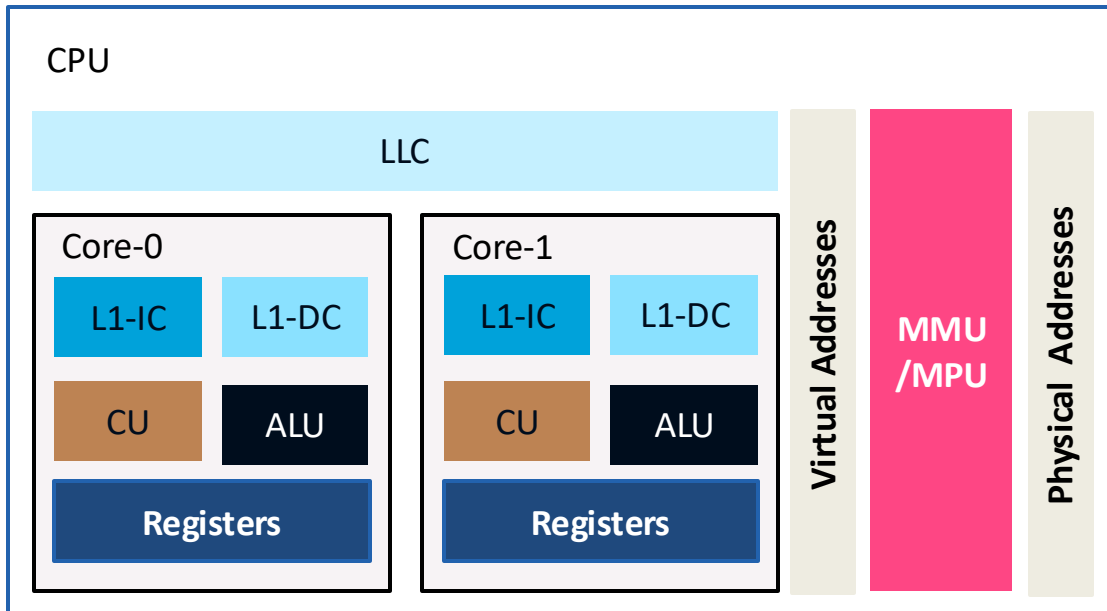 CPU
LLC
Core-0
L1-IC
L1-DC
CU
ALU
Registers
Core-1
L1-IC
L1-DC
CU
ALU
Registers
Virtual Addresses
MMU
/MPU
Physical Addresses